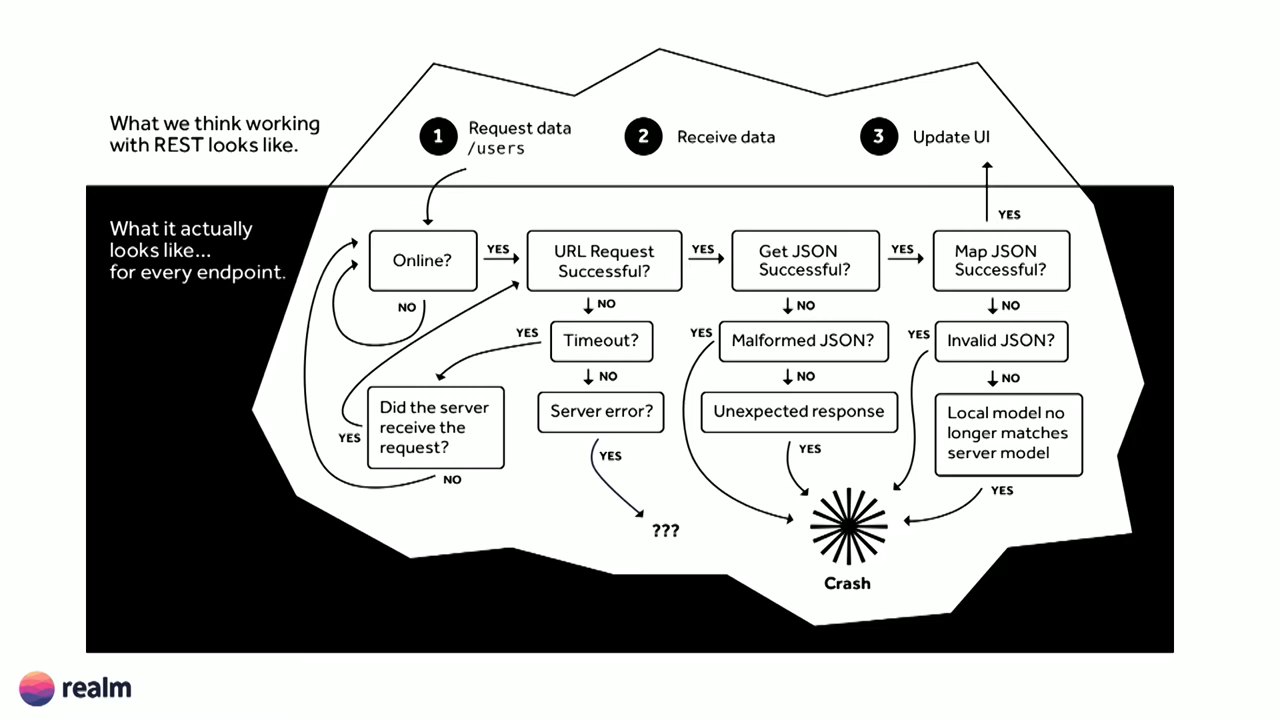 What we think working
with REST looks like.
1 Request data
/users
2 Receive data
3 Update UI
What it actually
looks like...
for every endpoint.
YES
Online?
YES
URL Request
Successful?
YES
Get JSON
Successful?
YES
Map JSON
Successful?
NO
NO
NO
NO
YES
Timeout?
YES
Malformed JSON?
YES
Invalid JSON?
NO
NO
NO
Did the server
receive the
request?
Server error?
Unexpected response
Local model no
longer matches
server model
YES
NO
YES
YES
YES
???
Crash
realm